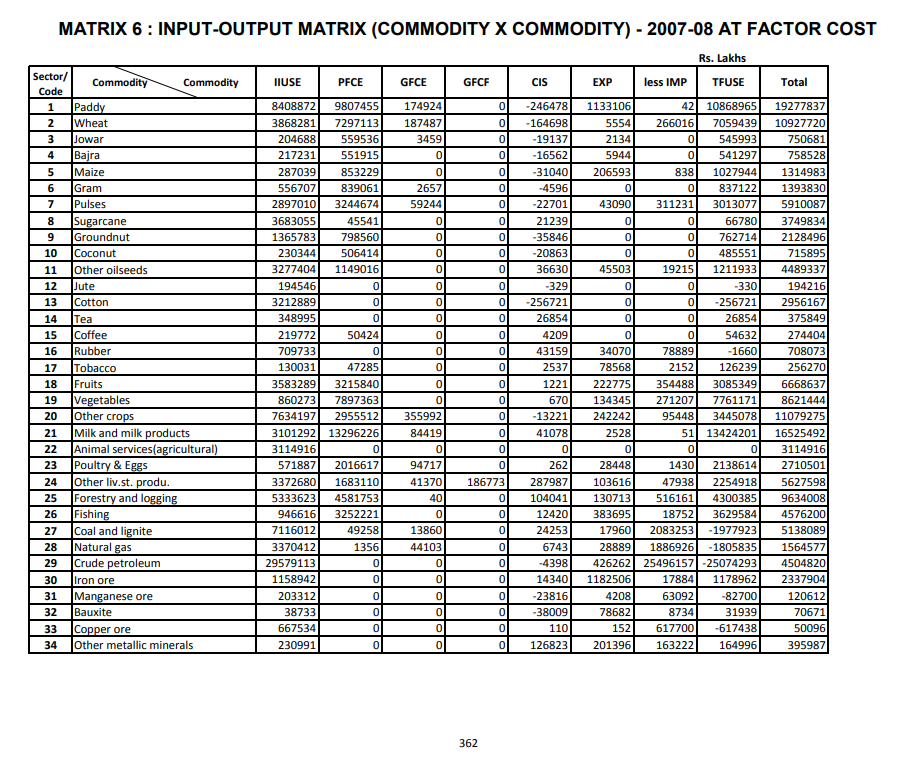 MATRIX 6 : INPUT-OUTPUT MATRIX (COMMODITY X COMMODITY) - 2007-08 AT FACTOR COST
Rs. Lakhs
Sector/ Code Commodity Commodity IIUSE PFCE GFCE GFCF CIS EXP less IMP TFUSE Total
1 Paddy 8408872 9807455 174924 0 -246478 1133106 42 10868965 19277837
2 Wheat 3868281 7297113 187487 0 -164698 5554 266016 7059439 10927720
3 Jowar 204688 559536 3459 0 -19137 2134 0 545993 750681
4 Bajra 217231 551915 0 0 -16562 5944 0 541297 758528
5 Maize 287039 853229 0 0 -31040 206593 838 1027944 1314983
6 Gram 556707 839061 2657 0 -4596 0 0 837122 1393830
7 Pulses 2897010 3244674 59244 0 -22701 43090 311231 3013077 5910087
8 Sugarcane 3683055 45541 0 0 21239 0 0 66780 3749834
9 Groundnut 1365783 798560 0 0 -35846 0 0 762714 2128496
10 Coconut 230344 506414 0 0 -20863 0 0 485551 715895
11 Other oilseeds 3277404 1149016 0 0 36630 45503 19215 1211933 4489337
12 Jute 194546 0 0 0 -329 0 0 -330 194216
13 Cotton 3212889 0 0 0 -256721 0 0 -256721 2956167
14 Tea 348995 0 0 0 26854 0 0 26854 375849
15 Coffee 219772 50424 0 0 4209 0 0 54632 274404
16 Rubber 709733 0 0 0 43159 34070 78889 -1660 708073
17 Tobacco 130031 47285 0 0 2537 78568 2152 126239 256270
18 Fruits 3583289 3215840 0 0 1221 222775 354488 3085349 6668637
19 Vegetables 860273 7897363 0 0 670 134345 271207 7761171 8621444
20 Other crops 7634197 2955512 355992 0 -13221 242242 95448 3445078 11079275
21 Milk and milk products 3101292 13296226 84419 0 41078 2528 51 13424201 16525492
22 Animal services(agricultural) 3114916 0 0 0 0 0 0 0 3114916
23 Poultry & Eggs 571887 2016617 94717 0 262 28448 1430 2138614 2710501
24 Other liv.st. produ. 3372680 1683110 41370 186773 287987 103616 47938 2254918 5627598
25 Forestry and logging 5333623 4581753 40 0 104041 130713 516161 4300385 9634008
26 Fishing 946616 3252221 0 0 12420 383695 18752 3629584 4576200
27 Coal and lignite 7116012 49258 13860 0 24253 17960 2083253 -1977923 5138089
28 Natural gas 3370412 1356 44103 0 6743 28889 1886926 -1805835 1564577
29 Crude petroleum 29579113 0 0 0 -4398 426262 25496157 -25074293 4504820
30 Iron ore 1158942 0 0 0 14340 1182506 17884 1178962 2337904
31 Manganese ore 203312 0 0 0 -23816 4208 63092 -82700 120612
32 Bauxite 38733 0 0 0 -38009 78682 8734 31939 70671
33 Copper ore 667534 0 0 0 110 152 617700 -617438 50096
34 Other metallic minerals 230991 0 0 0 126823 201396 163222 164996 395987
362